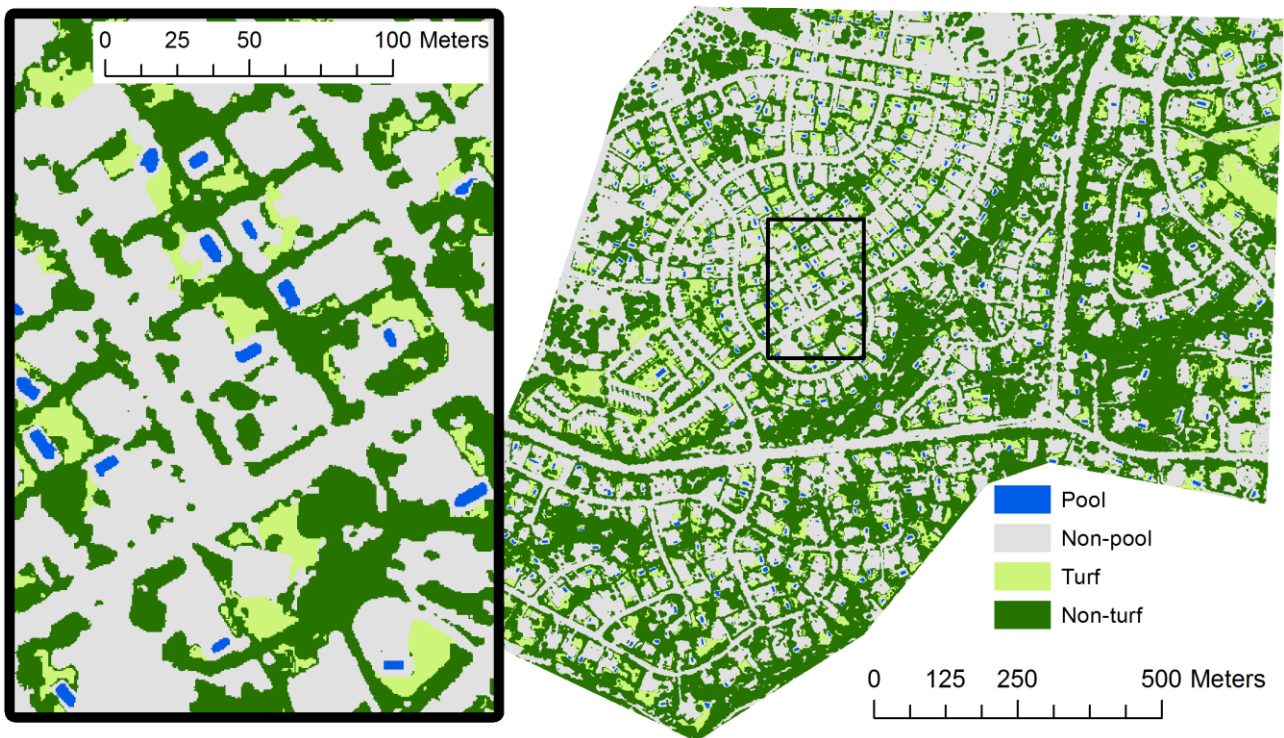 0 25 50 100 Meters
Pool
Non-pool
Turf
Non-turf
0 125 250 500 Meters